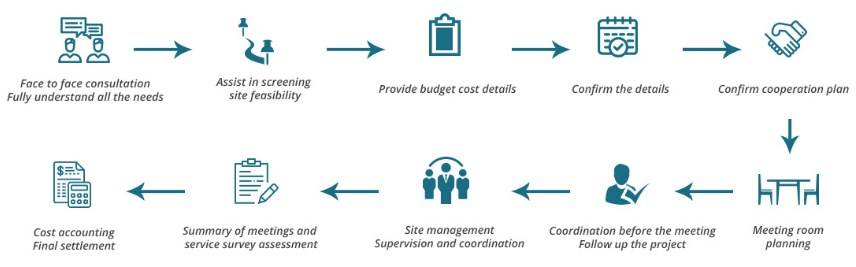 Face to face consultation
Fully understand all the needs
Assist in screening
site feasibility
Provide budget cost details
Confirm the details
Confirm cooperation plan
Meeting room
planning
Coordination before the meeting
Follow up the project
Site management
Supervision and coordination
Summary of meetings and
service survey assessment
Cost accounting
Final settlement